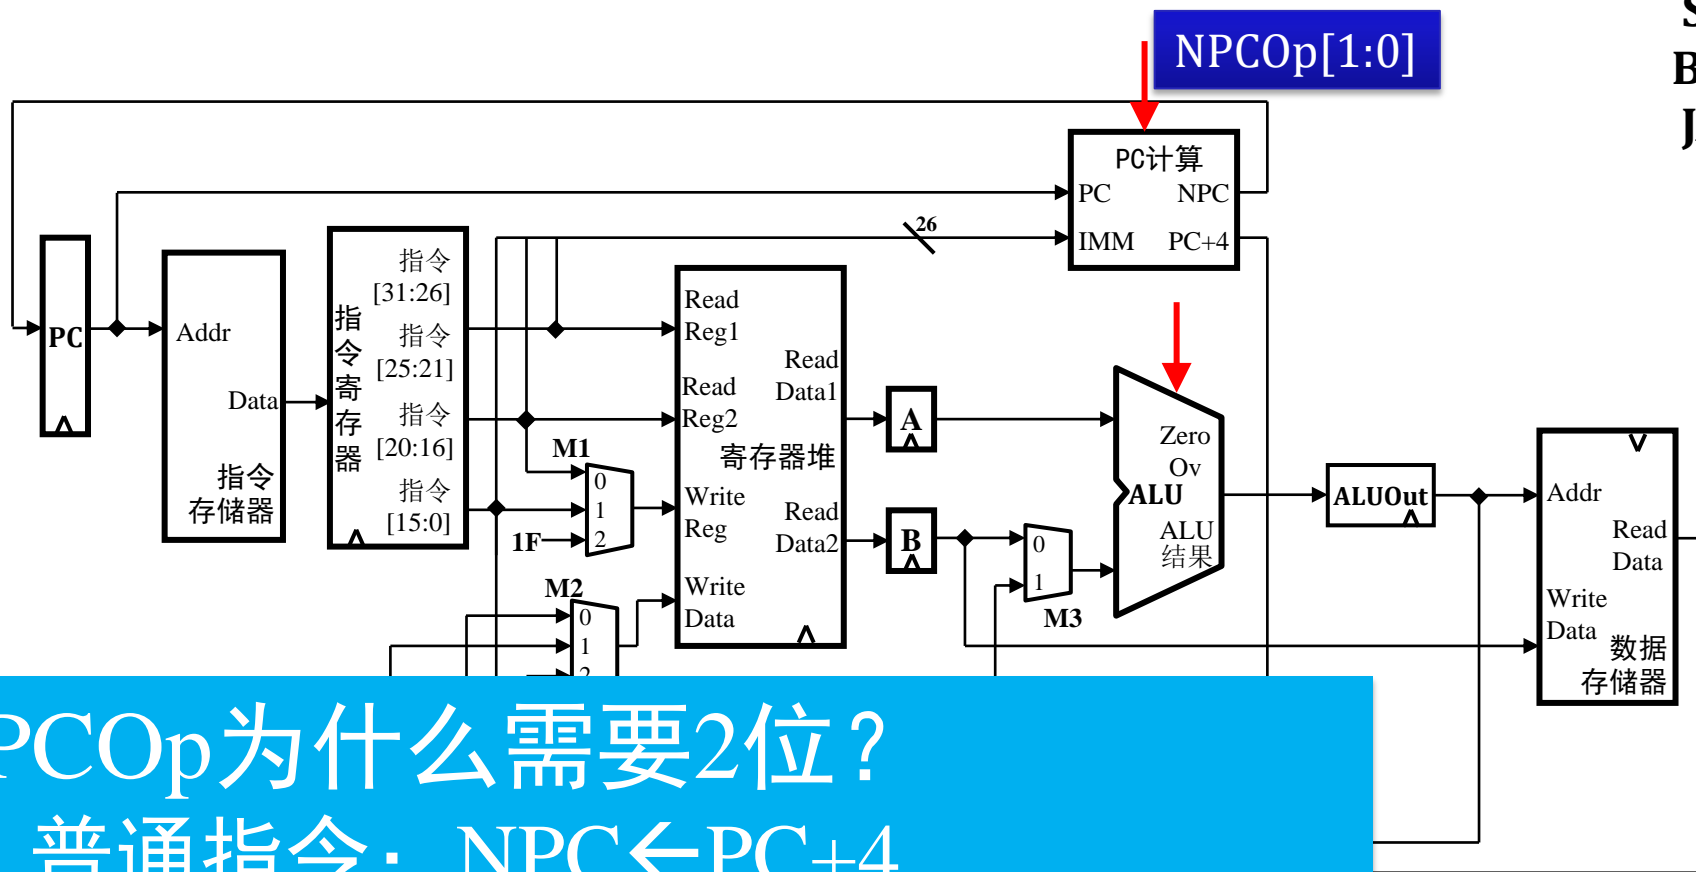 NPCOp[1:0]
S
B
J
PC计算
PC
NPC
IMM
PC+4
26
PC
Addr
Data
指令
存储器
指令寄存器
指令
[31:26]
指令
[25:21]
指令
[20:16]
指令
[15:0]
Read
Reg1
Read
Reg2
Write
Reg
Write
Data
Read
Data1
寄存器堆
Read
Data2
M1
0
1
2
1F
M2
0
1
2
A
B
0
1
M3
Zero
Ov
ALU
ALU
结果
ALUOut
Addr
Read
Data
Write
Data
数据
存储器
PCOp为什么需要2位？
普通指令： NPC←PC+4